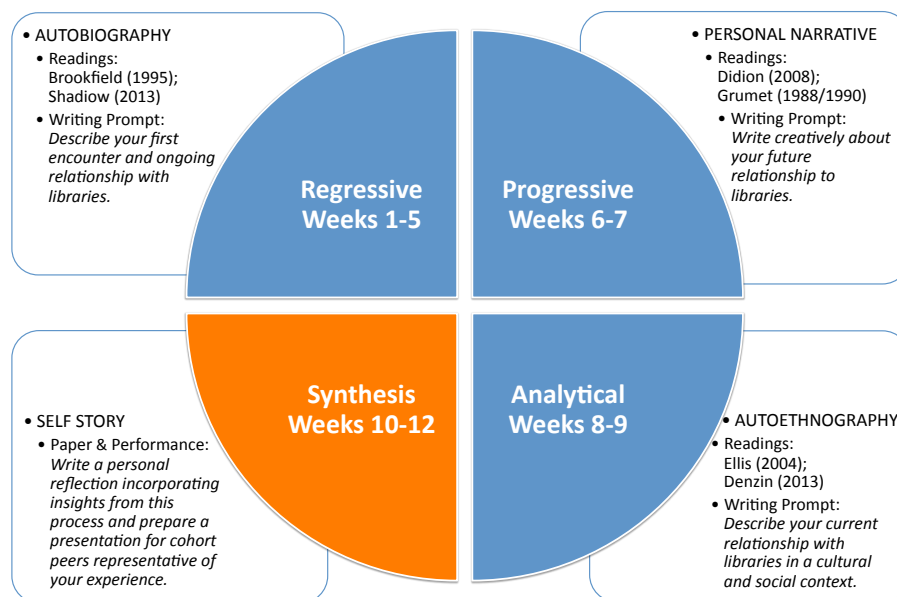 • AUTOBIOGRAPHY
• Readings:
Brookfield (1995);
Shadiow (2013)
• Writing Prompt:
Describe your first
encounter and ongoing
relationship with
libraries.
Regressive
Weeks 1-5
• PERSONAL NARRATIVE
• Readings:
Didion (2008);
Grumet (1988/1990)
• Writing Prompt:
Write creatively about
your future
relationship to
libraries.
Progressive
Weeks 6-7
• SELF STORY
• Paper & Performance:
Write a personal
reflection incorporating
insights from this
process and prepare a
presentation for cohort
peers representative of
your experience.
Synthesis
Weeks 10-12
Analytical
Weeks 8-9
• AUTOETHNOGRAPHY
• Readings:
Ellis (2004);
Denzin (2013)
• Writing Prompt:
Describe your current
relationship with
libraries in a cultural
and social context.